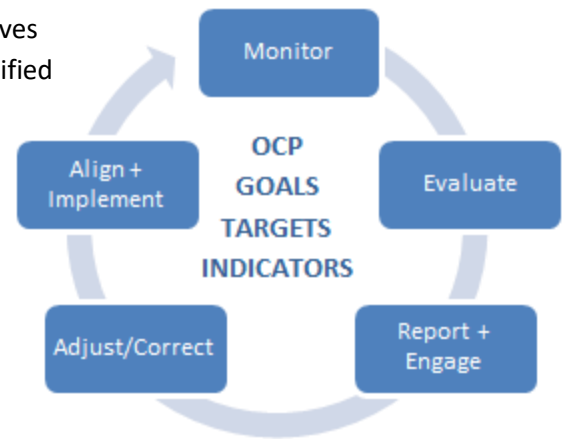 ves
ified
Monitor
OCP
GOALS
TARGETS
INDICATORS
Evaluate
Report +
Engage
Adjust/Correct
Align +
Implement